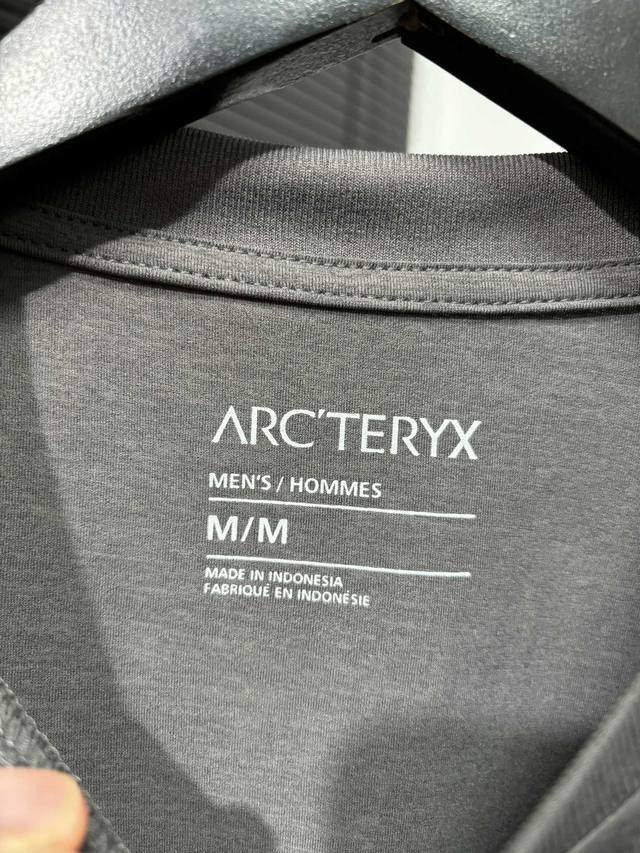 ARC'TERYX
MEN'S / HOMMES
M/M
MADE IN INDONESIA
FABRIQUÉ EN INDONÉSIE